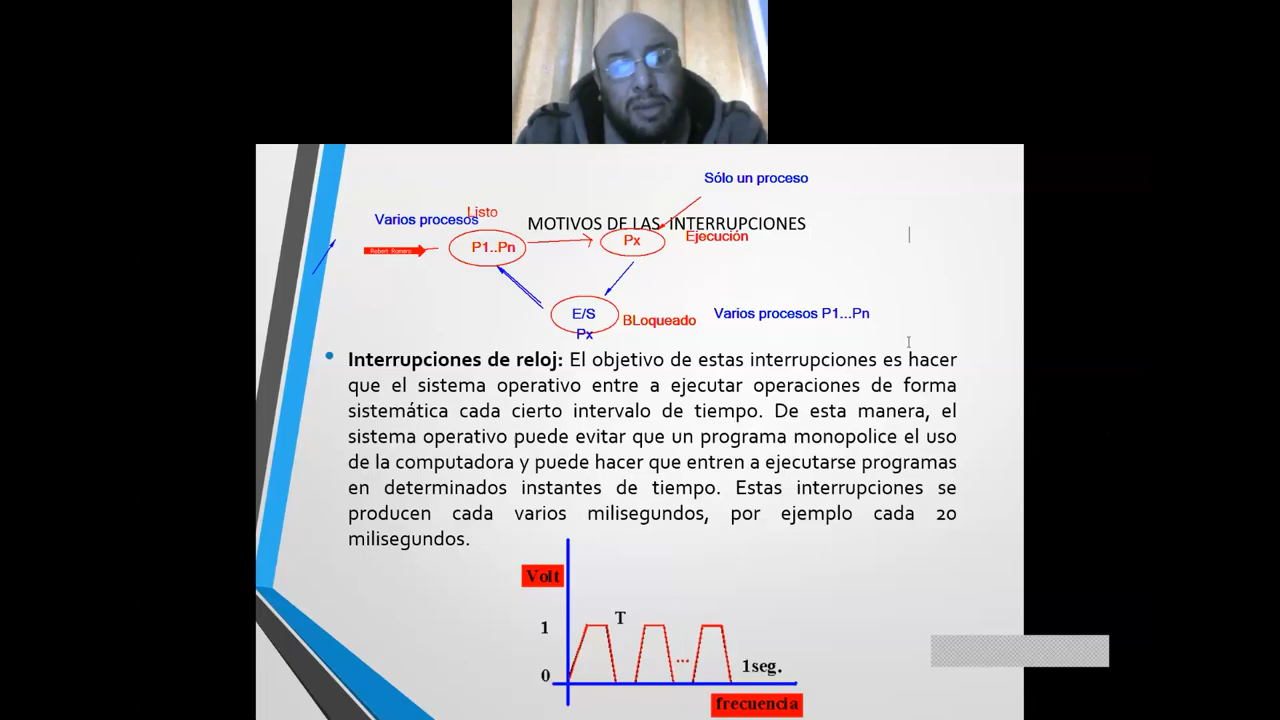 Sólo un proceso
Listo
Varios procesos
MOTIVOS DE LAS INTERRUPCIONES
Ejecución
Robert Romero
P1..Pn
Px
E/S
BLoqueado
Varios procesos P1...Pn
Px
Interrupciones de reloj: El objetivo de estas interrupciones es hacer
que el sistema operativo entre a ejecutar operaciones de forma
sistemática cada cierto intervalo de tiempo. De esta manera, el
sistema operativo puede evitar que un programa monopolice el uso
de la computadora y puede hacer que entren a ejecutarse programas
en determinados instantes de tiempo. Estas interrupciones se
producen cada varios milisegundos, por ejemplo cada 20
milisegundos.
Volt
T
1
...
1seg.
0
frecuencia